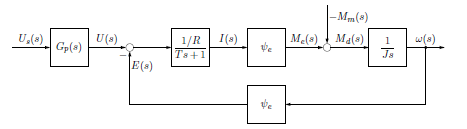 −M_m(s)
U_s(s) G_p(s) U(s) − 1/R / Ts+1 I(s) ψ_e M_e(s) M_d(s) 1 / Js ω(s)
E(s)
ψ_e